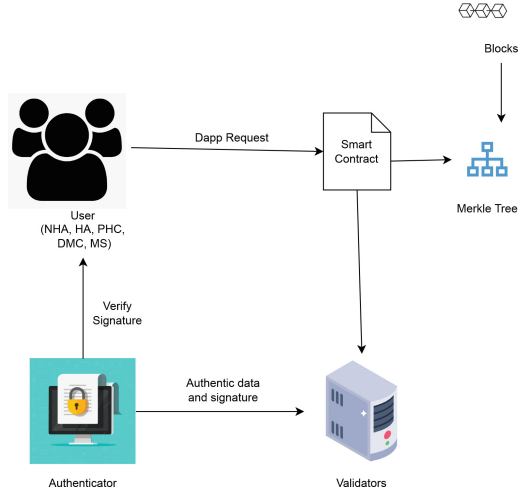 Blocks
Dapp Request
Smart
Contract
Merkle Tree
User
(NHA, HA, PHC,
DMC, MS)
Verify
Signature
Authentic data
and signature
Authenticator
Validators